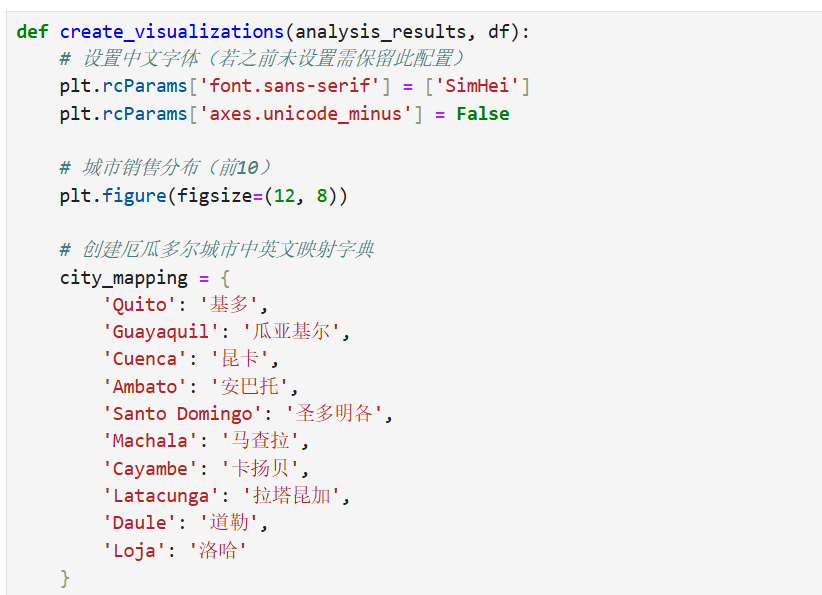 def create_visualizations(analysis_results, df):
    # 设置中文字体（若之前未设置需保留此配置）
    plt.rcParams['font.sans-serif'] = ['SimHei']
    plt.rcParams['axes.unicode_minus'] = False
    # 城市销售分布（前10）
    plt.figure(figsize=(12, 8))
    # 创建厄瓜多尔城市中英文映射字典
    city_mapping = {
        'Quito': '基多',
        'Guayaquil': '瓜亚基尔',
        'Cuenca': '昆卡',
        'Ambato': '安巴托',
        'Santo Domingo': '圣多明各',
        'Machala': '马查拉',
        'Cayambe': '卡扬贝',
        'Latacunga': '拉塔昆加',
        'Daule': '道勒',
        'Loja': '洛哈'
    }